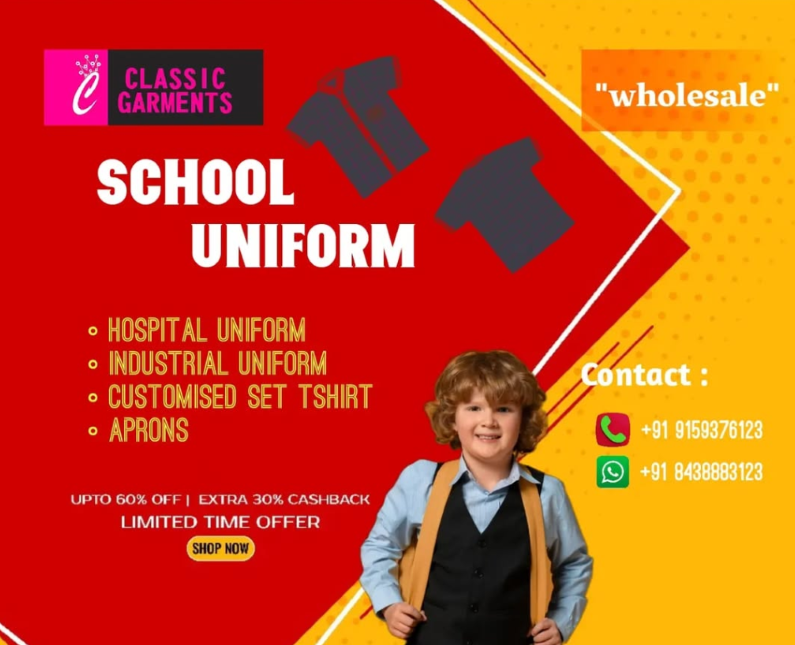 C CLASSIC
GARMENTS
"wholesale"
SCHOOL
UNIFORM
HOSPITAL UNIFORM
INDUSTRIAL UNIFORM
CUSTOMISED SET TSHIRT
APRONS
UPTO 60% OFF | EXTRA 30% CASHBACK
LIMITED TIME OFFER
SHOP NOW
Contact :
+91 9159376123
+91 8438883123